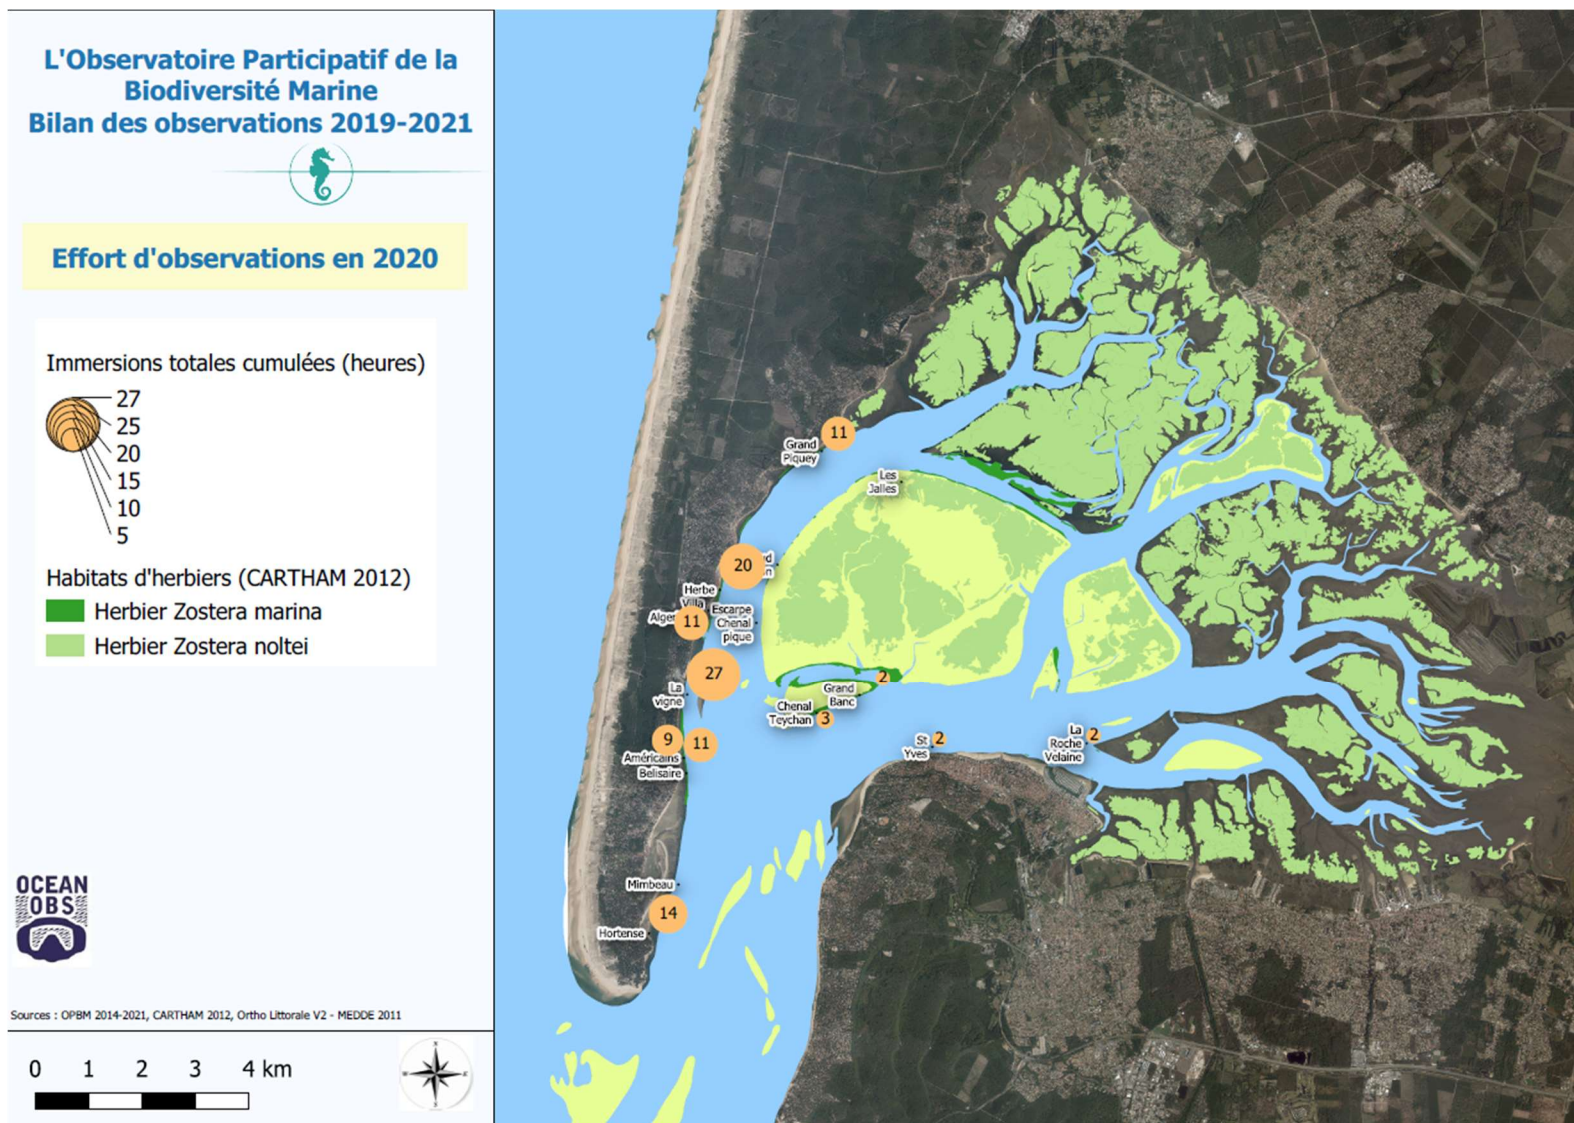 L'Observatoire Participatif de la
Biodiversité Marine
Bilan des observations 2019-2021
Effort d'observations en 2020
Immersions totales cumulées (heures)
27
25
20
15
10
5
Habitats d'herbiers (CARTHAM 2012)
Herbier Zostera marina
Herbier Zostera noltei
OCEAN
OBS
Sources : OPBM 2014-2021, CARTHAM 2012, Ortho Littorale V2 - MEDDE 2011
0 1 2 3 4 km
11
Grand
Piquey
Les
Jalles
20
Herbe
Villa
11
Escarpe
Chenal
pique
27
La
vigne
2
Grand
Banc
Chenal
Teychan
3
9
11
Américains
Belisaire
St
Yves
2
La
Roche
Velaine
2
Mimbeau
14
Hortense